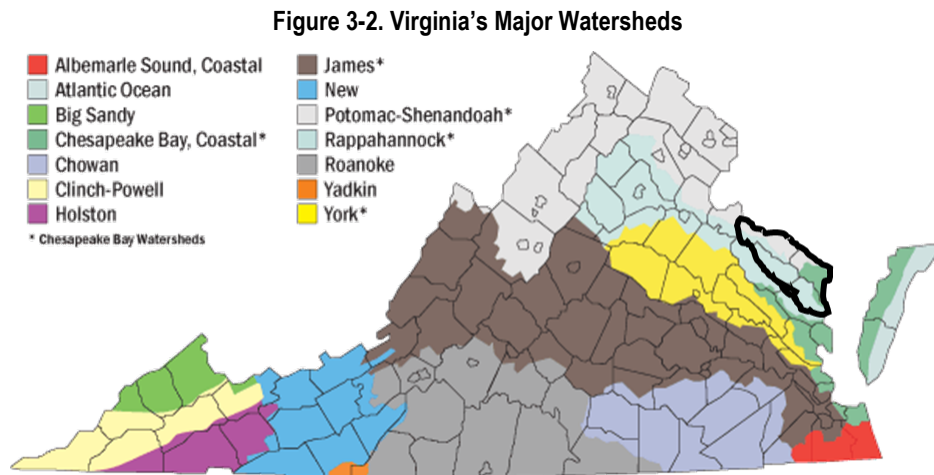 Figure 3-2. Virginia’s Major Watersheds
Albemarle Sound, Coastal
Atlantic Ocean
Big Sandy
Chesapeake Bay, Coastal*
Chowan
Clinch-Powell
Holston
* Chesapeake Bay Watersheds
James*
New
Potomac-Shenandoah*
Rappahannock*
Roanoke
Yadkin
York*